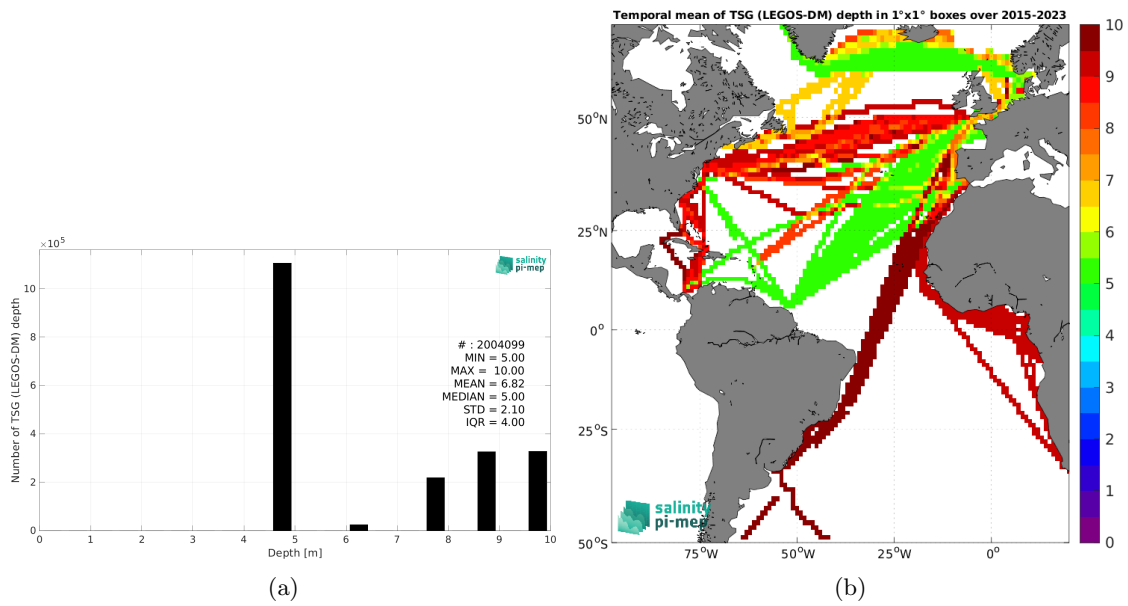 ×10⁵
10
8
6
4
2
0
Number of TSG (LEGOS-DM) depth
salinity
pi-mep
# : 2004099
MIN = 5.00
MAX = 10.00
MEAN = 6.82
MEDIAN = 5.00
STD = 2.10
IQR = 4.00
0 1 2 3 4 5 6 7 8 9 10
Depth [m]
(a)
Temporal mean of TSG (LEGOS-DM) depth in 1°x1° boxes over 2015-2023
50°N
25°N
0°
25°S
50°S
75°W 50°W 25°W 0°
salinity
pi-mep
10
9
8
7
6
5
4
3
2
1
0
(b)